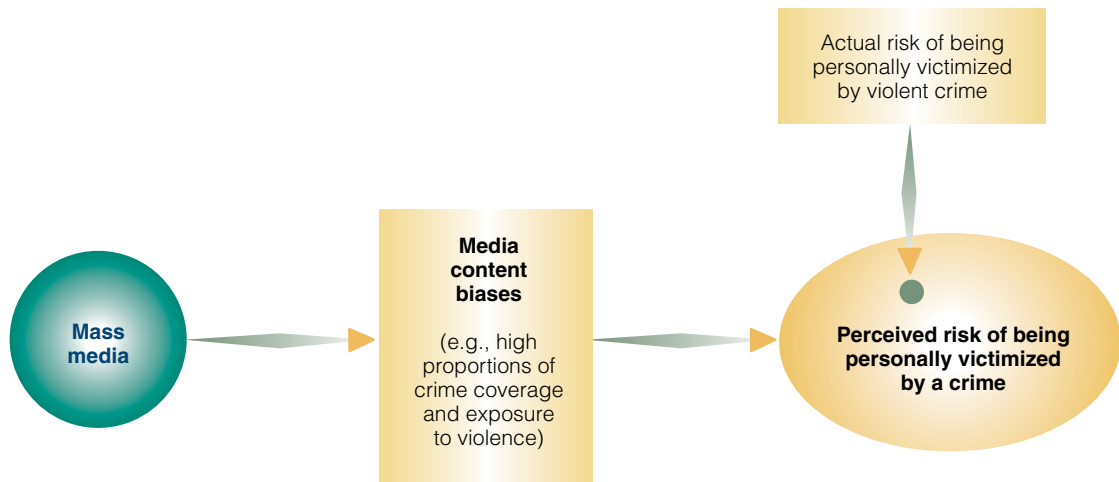 Actual risk of being
personally victimized
by violent crime
Mass
media
Media
content
biases
(e.g., high
proportions of
crime coverage
and exposure
to violence)
Perceived risk of being
personally victimized
by a crime